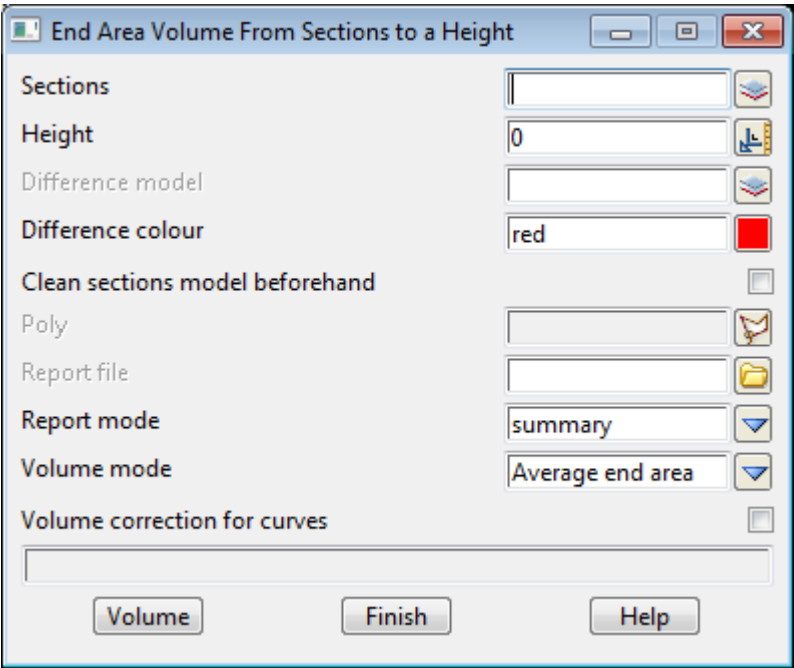 End Area Volume From Sections to a Height
Sections
Height 0
Difference model
Difference colour red
Clean sections model beforehand
Poly
Report file
Report mode summary
Volume mode Average end area
Volume correction for curves
Volume Finish Help